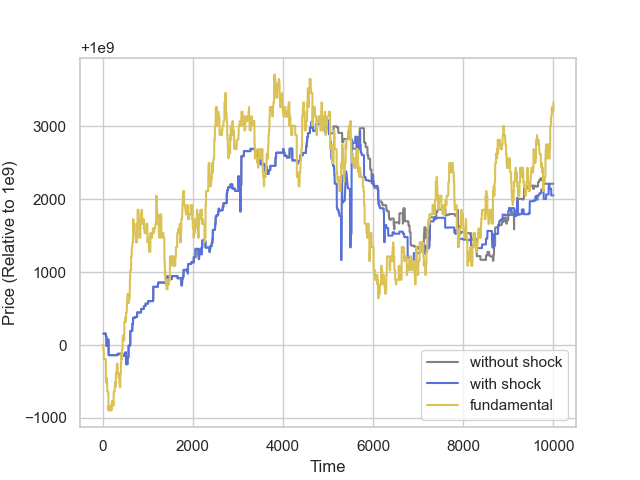 +1e9
Price (Relative to 1e9)
3000
2000
1000
0
−1000
0
2000
4000
6000
8000
10000
Time
without shock
with shock
fundamental